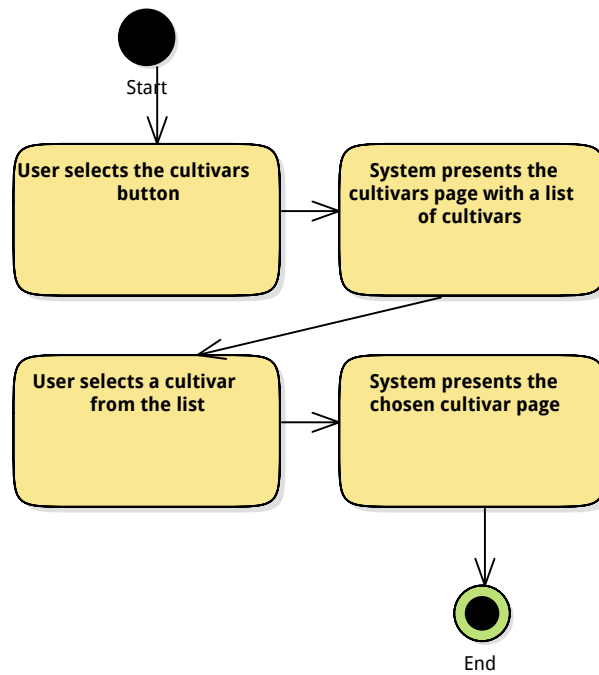 Start
User selects the cultivars
button
System presents the
cultivars page with a list
of cultivars
User selects a cultivar
from the list
System presents the
chosen cultivar page
End